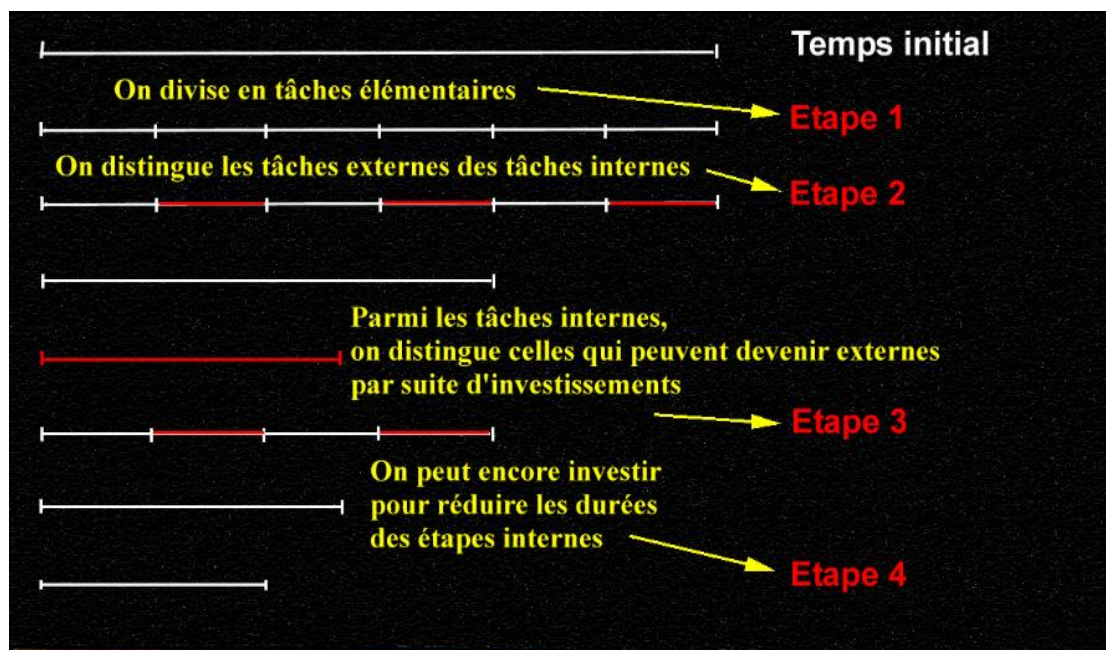 Temps initial
On divise en tâches élémentaires
Etape 1
On distingue les tâches externes des tâches internes
Etape 2
Parmi les tâches internes,
on distingue celles qui peuvent devenir externes
par suite d'investissements
Etape 3
On peut encore investir
pour réduire les durées
des étapes internes
Etape 4